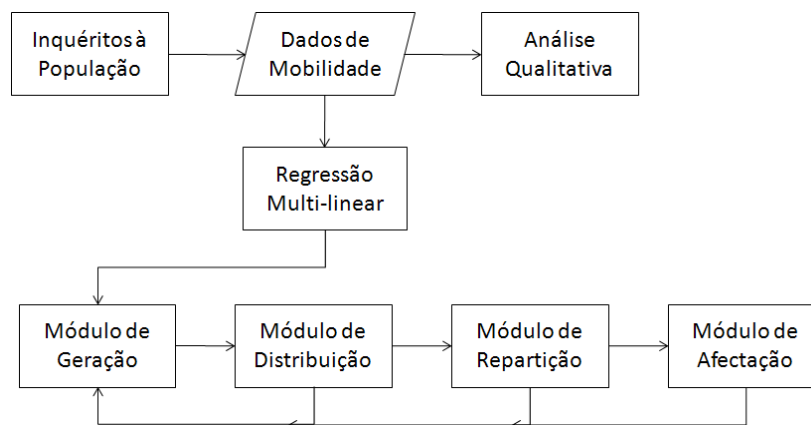 Inquéritos à
População
Dados de
Mobilidade
Análise
Qualitativa
Regressão
Multi-linear
Módulo de
Geração
Módulo de
Distribuição
Módulo de
Repartição
Módulo de
Afectação